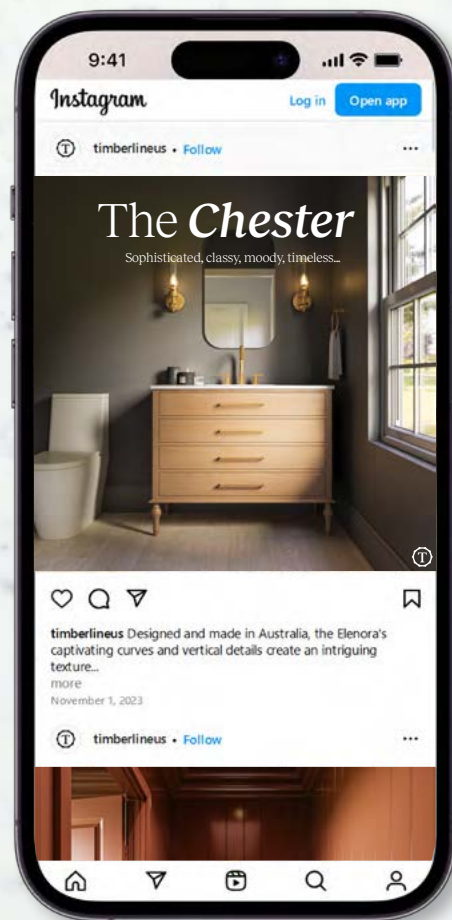 9:41
Instagram
Log in
Open app
T timberlineus • Follow
The Chester
Sophisticated, classy, moody, timeless...
T
timberlineus Designed and made in Australia, the Elenora's
captivating curves and vertical details create an intriguing
texture...
more
November 1, 2023
T timberlineus • Follow